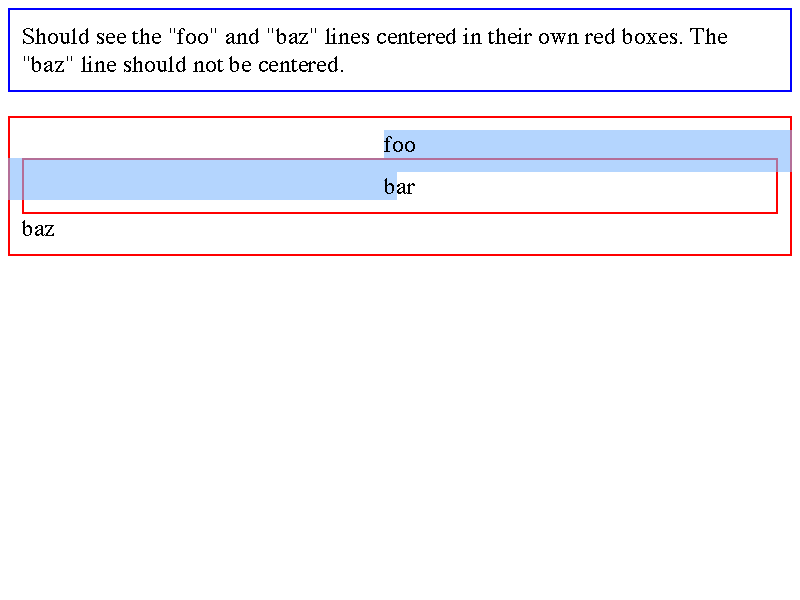 Should see the "foo" and "baz" lines centered in their own red boxes. The
"baz" line should not be centered.
foo
bar
baz